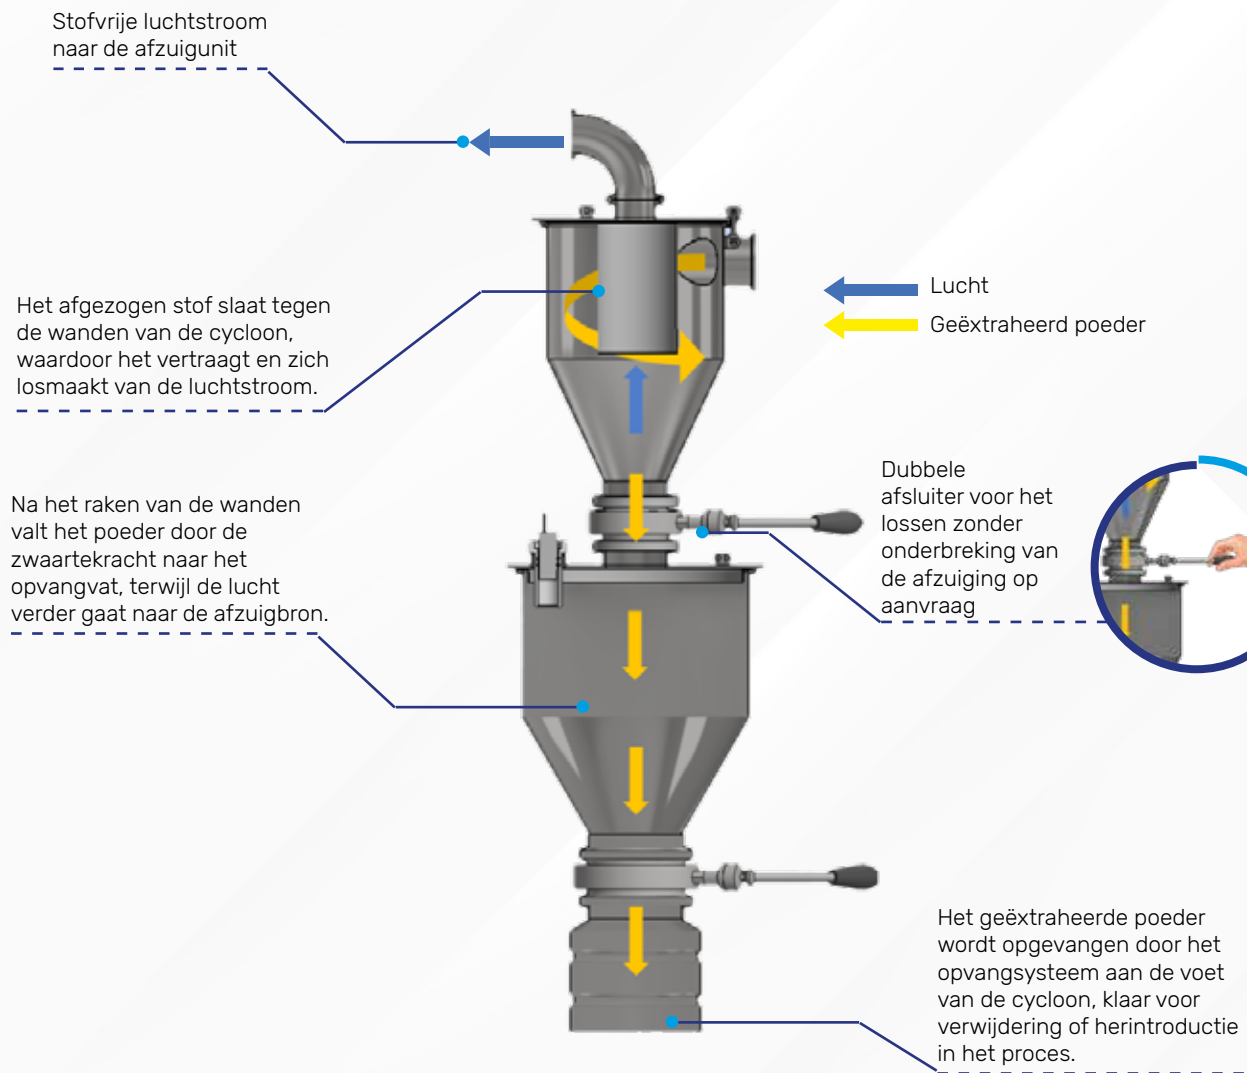 Stofvrije luchtstroom
naar de afzuigunit
Het afgezogen stof slaat tegen
de wanden van de cycloon,
waardoor het vertraagt en zich
losmaakt van de luchtstroom.
Lucht
Geëxtraheerd poeder
Na het raken van de wanden
valt het poeder door de
zwaartekracht naar het
opvangvat, terwijl de lucht
verder gaat naar de afzuigbron.
Dubbele
afsluiter voor het
lossen zonder
onderbreking van
de afzuiging op
aanvraag
Het geëxtraheerde poeder
wordt opgevangen door het
opvangsysteem aan de voet
van de cycloon, klaar voor
verwijdering of herintroductie
in het proces.